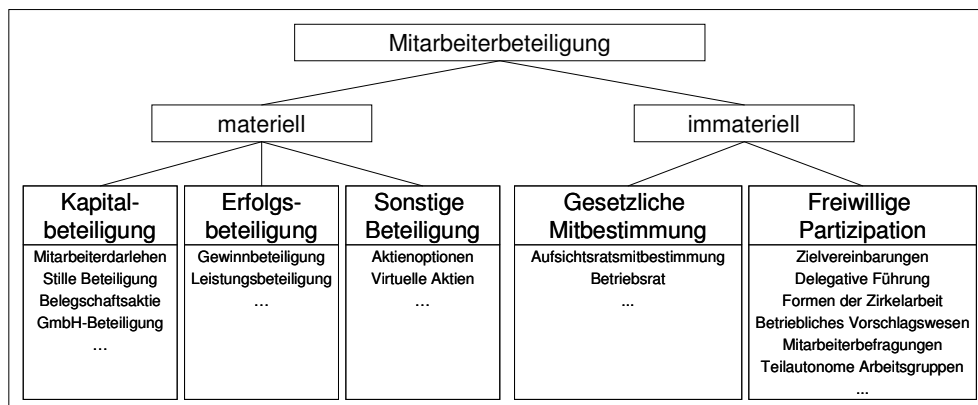 Mitarbeiterbeteiligung
materiell
immateriell
Kapital-
beteiligung
Mitarbeiterdarlehen
Stille Beteiligung
Belegschaftsaktie
GmbH-Beteiligung
...
Erfolgs-
beteiligung
Gewinnbeteiligung
Leistungsbeteiligung
...
Sonstige
Beteiligung
Aktienoptionen
Virtuelle Aktien
...
Gesetzliche
Mitbestimmung
Aufsichtsratsmitbestimmung
Betriebsrat
...
Freiwillige
Partizipation
Zielvereinbarungen
Delegative Führung
Formen der Zirkelarbeit
Betriebliches Vorschlagswesen
Mitarbeiterbefragungen
Teilautonome Arbeitsgruppen
...